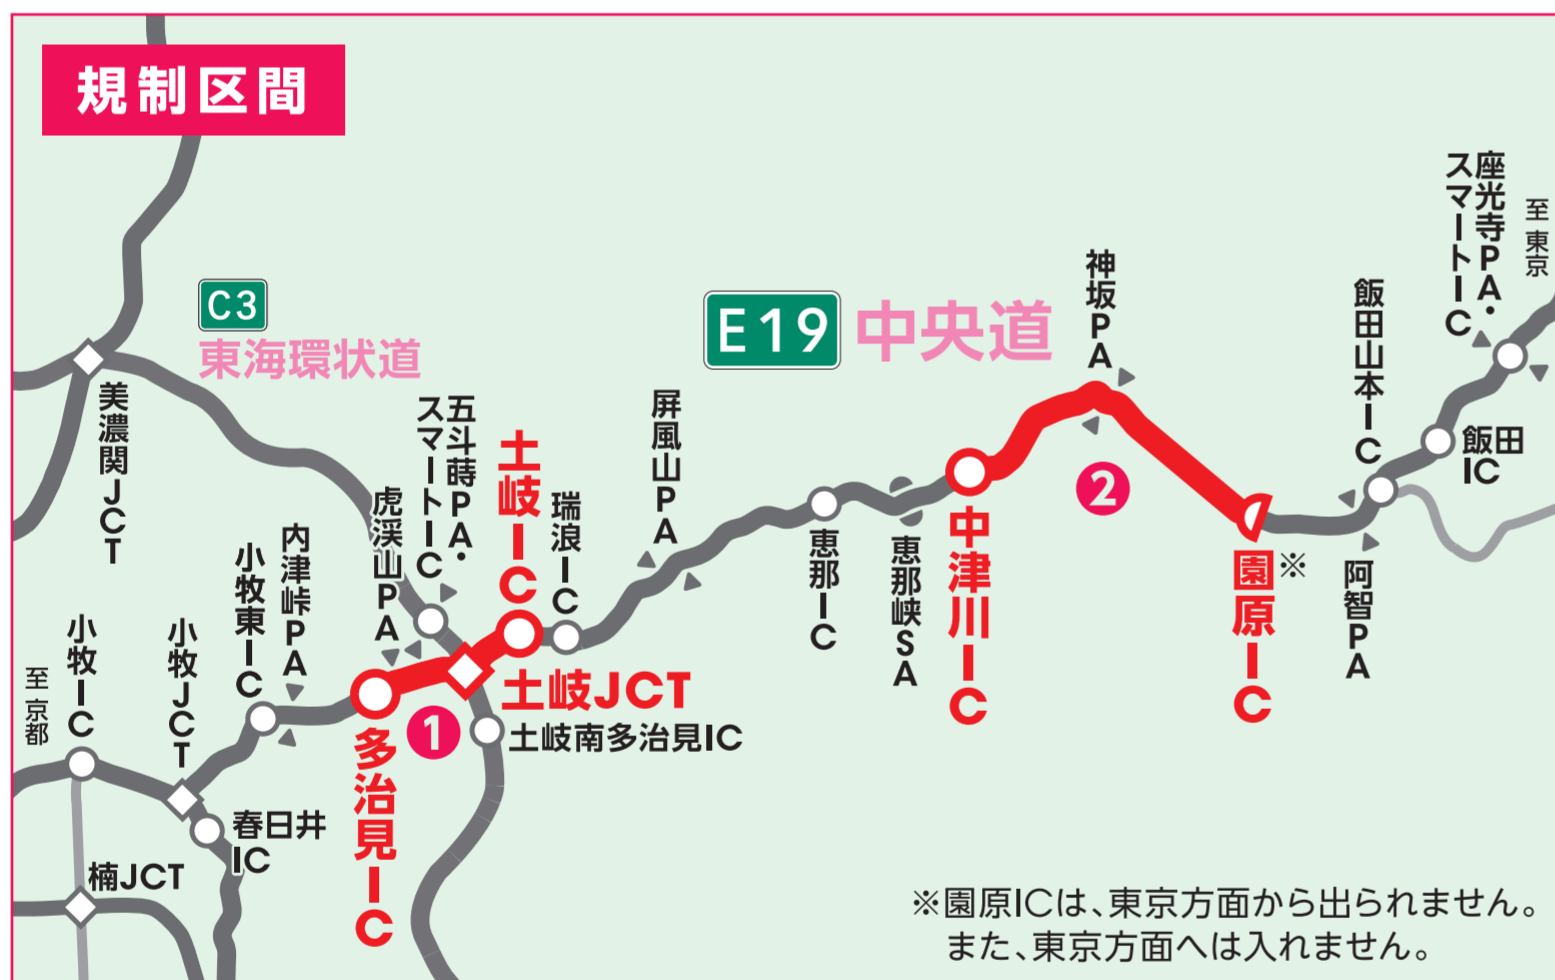 規制区間
C3
東海環状道
E19 中央道
美濃関JCT
至 京都
小牧IC
小牧JCT
小牧東IC
内津峠PA
虎渓山PA
五斗蒔PA・
スマートIC
土岐IC
瑞浪IC
屏風山PA
恵那IC
恵那峡SA
中津川IC
神坂PA
園原IC※
飯田山本IC
阿智PA
座光寺PA・
スマートIC
至 東京
飯田
IC
土岐JCT
土岐南多治見IC
多治見IC
1
2
春日井
IC
楠JCT
※園原ICは、東京方面から出られません。
また、東京方面へは入れません。